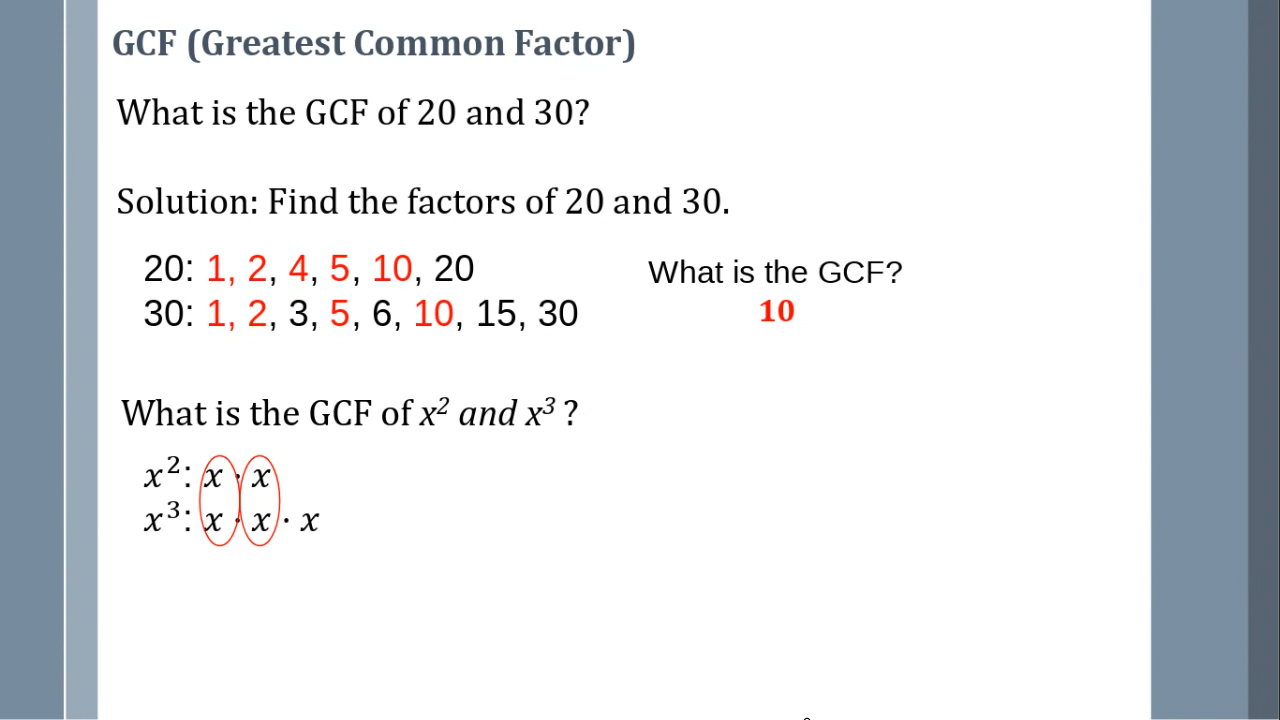 GCF (Greatest Common Factor)
What is the GCF of 20 and 30?
Solution: Find the factors of 20 and 30.
20: 1, 2, 4, 5, 10, 20
30: 1, 2, 3, 5, 6, 10, 15, 30
What is the GCF?
10
What is the GCF of x² and x³ ?
x²: x · x
x³: x · x · x